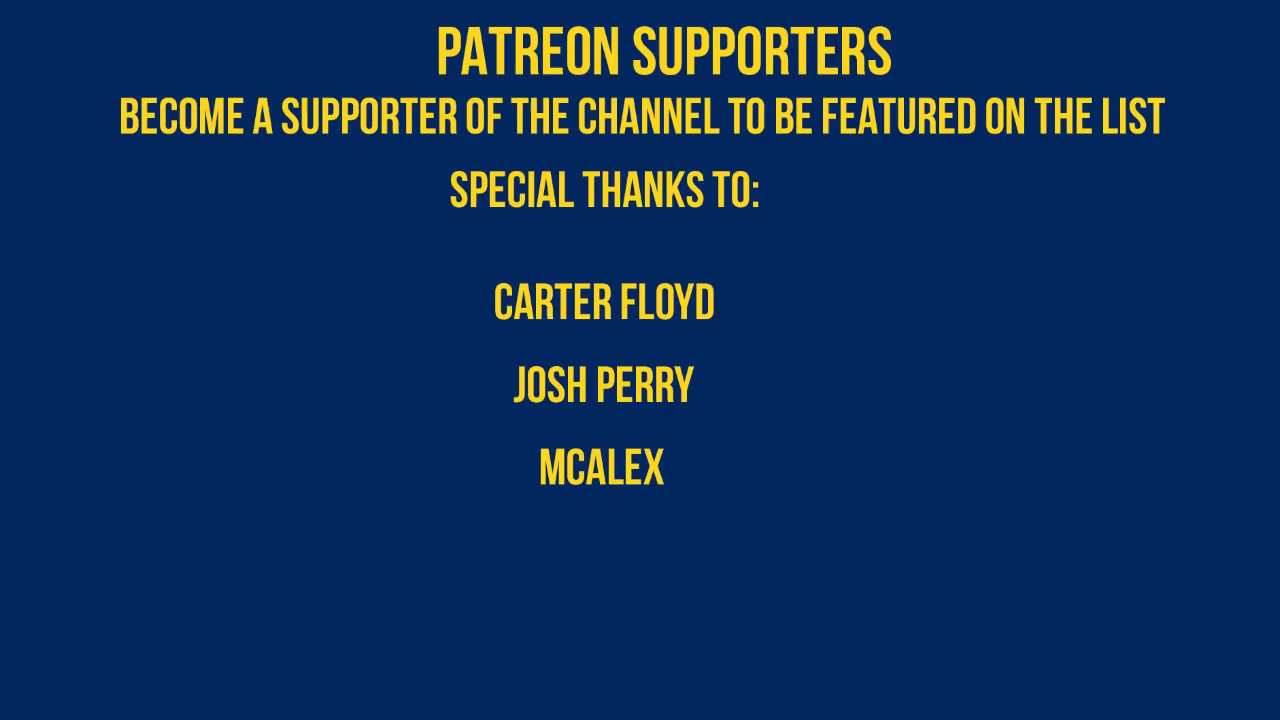 PATREON SUPPORTERS
BECOME A SUPPORTER OF THE CHANNEL TO BE FEATURED ON THE LIST
SPECIAL THANKS TO:
CARTER FLOYD
JOSH PERRY
MCALEX